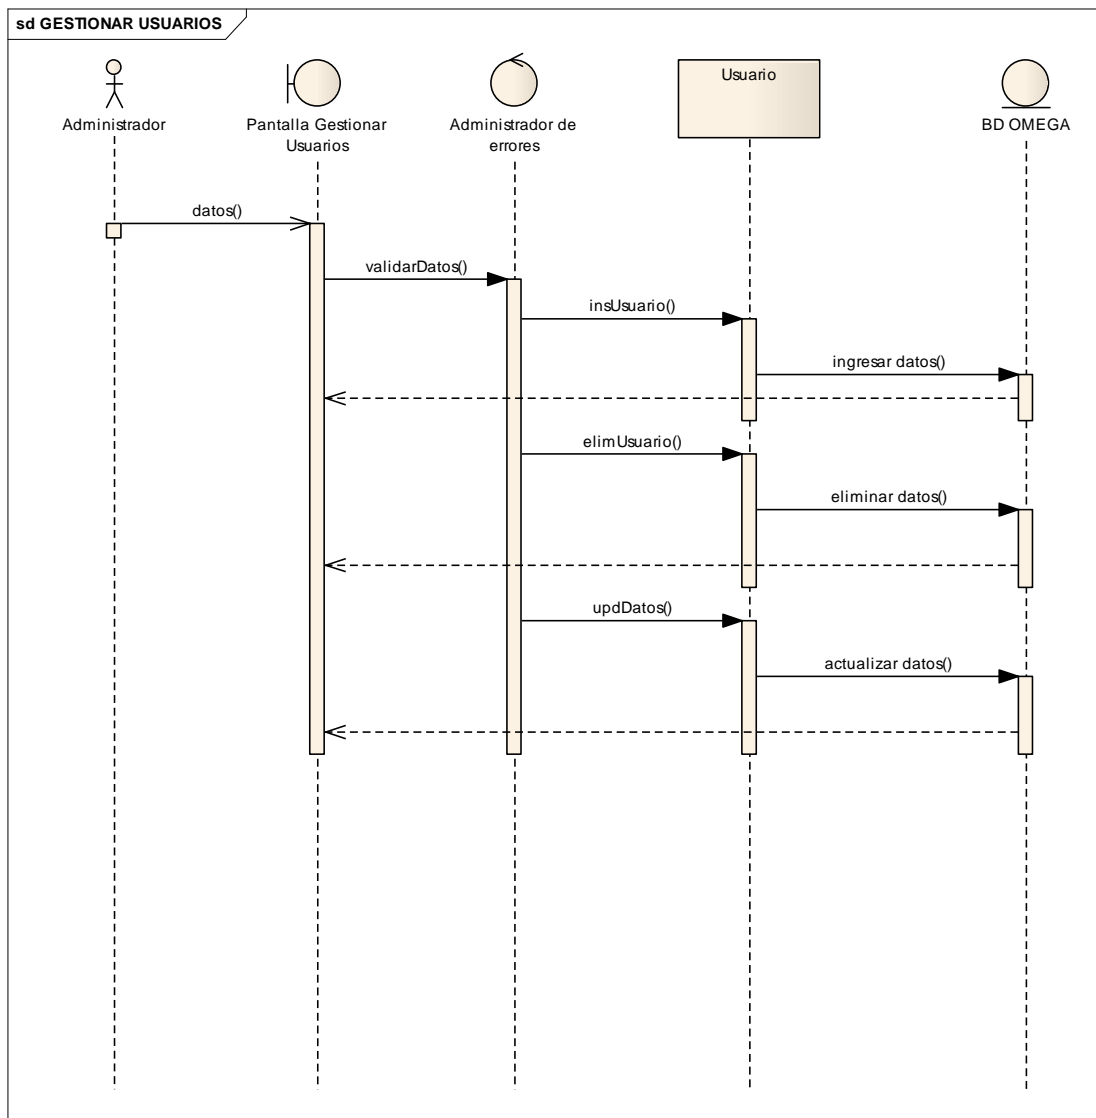 sd GESTIONAR USUARIOS
Administrador
Pantalla Gestionar
Usuarios
Administrador de
errores
Usuario
BD OMEGA
datos()
validarDatos()
insUsuario()
ingresar datos()
elimUsuario()
eliminar datos()
updDatos()
actualizar datos()